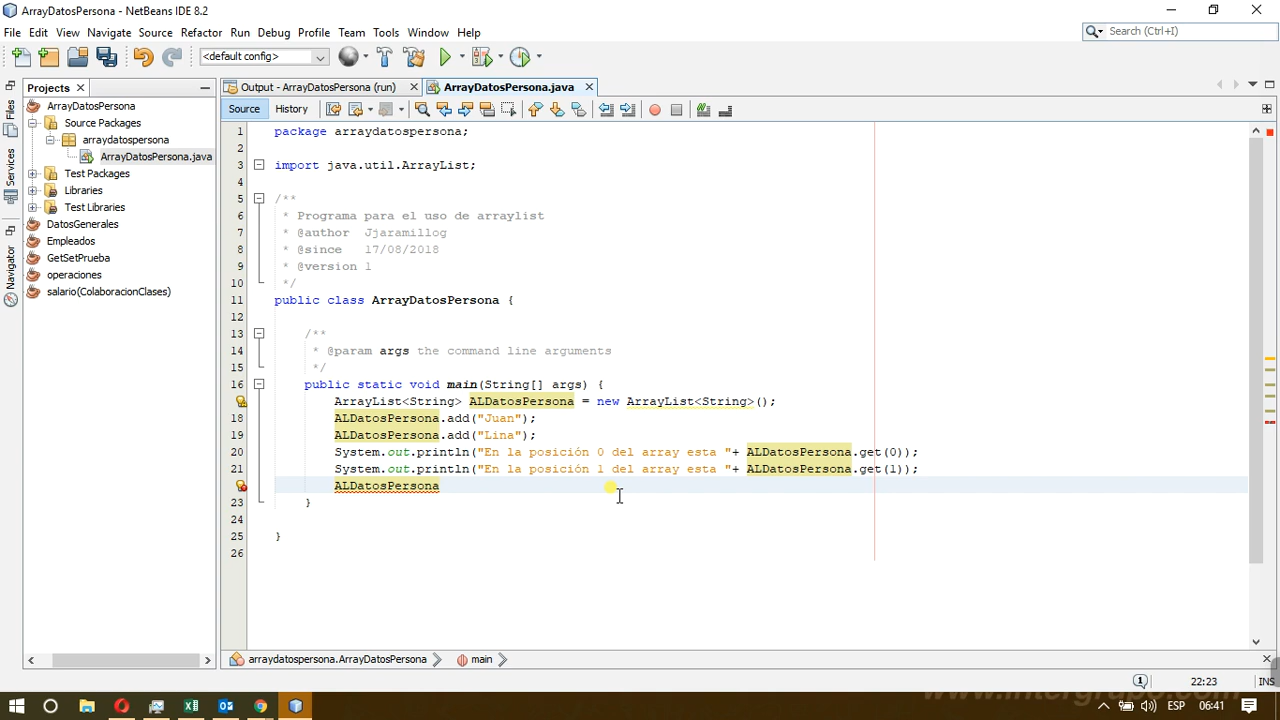 ArrayDatosPersona - NetBeans IDE 8.2
File Edit View Navigate Source Refactor Run Debug Profile Team Tools Window Help
Search (Ctrl+I)
<default config>
Projects
Output - ArrayDatosPersona (run)
ArrayDatosPersona.java
Files
Services
Navigator
ArrayDatosPersona
Source Packages
arraydatospersona
ArrayDatosPersona.java
Test Packages
Libraries
Test Libraries
DatosGenerales
Empleados
GetSetPrueba
operaciones
salario(ColaboracionClases)
Source History
1 package arraydatospersona;
2
3 import java.util.ArrayList;
4
5 /**
6 * Programa para el uso de arraylist
7 * @author Jjaramillog
8 * @since 17/08/2018
9 * @version 1
10 */
11 public class ArrayDatosPersona {
12
13 /**
14 * @param args the command line arguments
15 */
16 public static void main(String[] args) {
ArrayList<String> ALDatosPersona = new ArrayList<String>();
18 ALDatosPersona.add("Juan");
19 ALDatosPersona.add("Lina");
20 System.out.println("En la posición 0 del array esta "+ ALDatosPersona.get(0));
21 System.out.println("En la posición 1 del array esta "+ ALDatosPersona.get(1));
ALDatosPersona
23 }
24
25 }
26
arraydatospersona.ArrayDatosPersona
main
1
22:23
INS
www.intergrupo.com
ESP
06:41